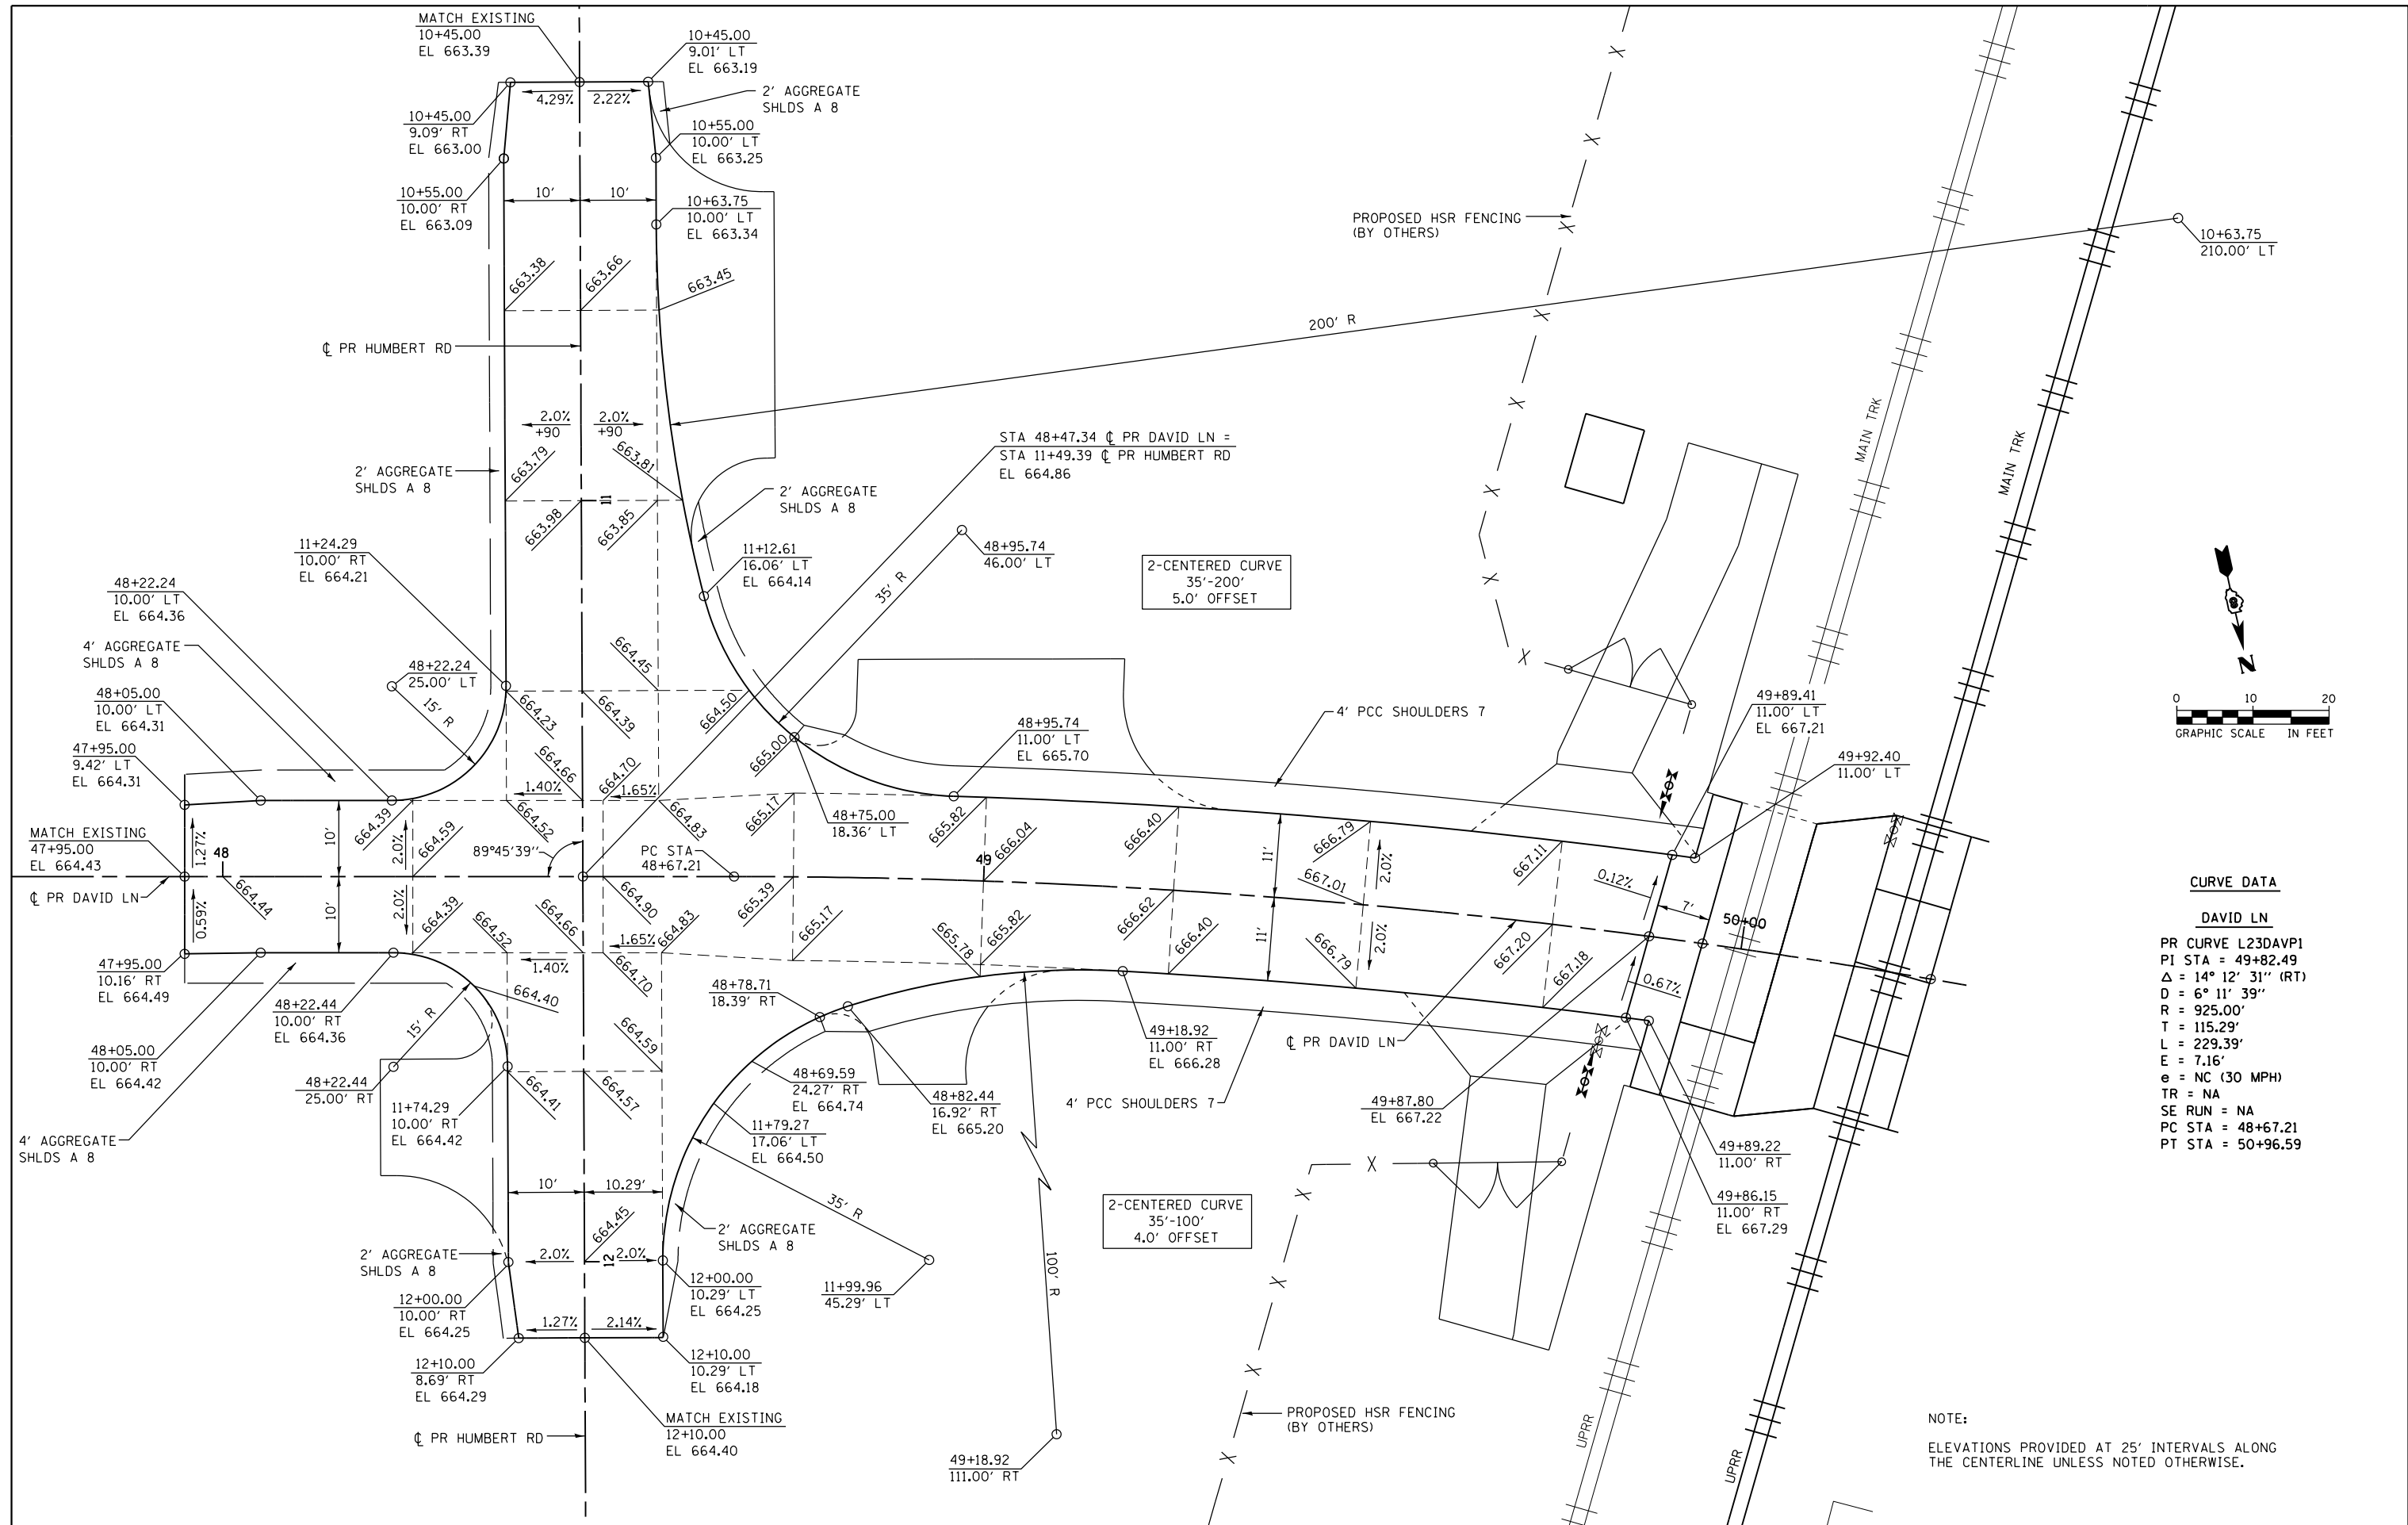 MATCH EXISTING
10+45.00
EL 663.39
10+45.00
9.01' LT
EL 663.19
4.29%
2.22%
2' AGGREGATE
SHLDS A 8
10+45.00
9.09' RT
EL 663.00
10+55.00
10.00' LT
EL 663.25
10+55.00
10.00' RT
EL 663.09
10'
10'
10+63.75
10.00' LT
EL 663.34
PROPOSED HSR FENCING
(BY OTHERS)
10+63.75
210.00' LT
663.38
663.66
663.45
200' R
℄ PR HUMBERT RD
2.0%
+90
2.0%
+90
MAIN TRK
MAIN TRK
STA 48+47.34 ℄ PR DAVID LN =
STA 11+49.39 ℄ PR HUMBERT RD
EL 664.86
2' AGGREGATE
SHLDS A 8
663.79
663.81
2' AGGREGATE
SHLDS A 8
11
663.98
663.85
11+24.29
10.00' RT
EL 664.21
11+12.61
16.06' LT
EL 664.14
35' R
48+95.74
46.00' LT
2-CENTERED CURVE
35'-200'
5.0' OFFSET
48+22.24
10.00' LT
EL 664.36
4' AGGREGATE
SHLDS A 8
48+22.24
25.00' LT
15' R
664.45
N
0 10 20
GRAPHIC SCALE IN FEET
48+05.00
10.00' LT
EL 664.31
664.23
664.39
664.50
4' PCC SHOULDERS 7
49+89.41
11.00' LT
EL 667.21
47+95.00
9.42' LT
EL 664.31
665.00
48+95.74
11.00' LT
EL 665.70
49+92.40
11.00' LT
664.66
664.70
1.40%
1.65%
664.39
664.52
664.83
665.17
48+75.00
18.36' LT
665.82
666.40
666.79
667.11
MATCH EXISTING
47+95.00
EL 664.43
1.27%
48
10'
2.0%
664.59
89°45'39''
PC STA
48+67.21
49
666.04
11'
667.01
2.0%
0.12%
7'
50+00
℄ PR DAVID LN
0.59%
664.44
10'
2.0%
664.39
664.52
664.66
664.90
664.83
665.39
665.17
665.78
665.82
666.62
666.40
11'
666.79
2.0%
667.20
667.18
0.67%
1.65%
1.40%
664.70
47+95.00
10.16' RT
EL 664.49
48+22.44
10.00' RT
EL 664.36
664.40
48+78.71
18.39' RT
49+18.92
11.00' RT
EL 666.28
℄ PR DAVID LN
15' R
48+05.00
10.00' RT
EL 664.42
48+22.44
25.00' RT
664.59
664.41
664.57
11+74.29
10.00' RT
EL 664.42
48+69.59
24.27' RT
EL 664.74
48+82.44
16.92' RT
EL 665.20
4' PCC SHOULDERS 7
49+87.80
EL 667.22
11+79.27
17.06' LT
EL 664.50
49+89.22
11.00' RT
4' AGGREGATE
SHLDS A 8
10'
10.29'
35' R
2-CENTERED CURVE
35'-100'
4.0' OFFSET
49+86.15
11.00' RT
EL 667.29
664.45
2' AGGREGATE
SHLDS A 8
2' AGGREGATE
SHLDS A 8
2.0%
12
2.0%
12+00.00
10.29' LT
EL 664.25
11+99.96
45.29' LT
100' R
12+00.00
10.00' RT
EL 664.25
1.27%
2.14%
12+10.00
8.69' RT
EL 664.29
12+10.00
10.29' LT
EL 664.18
MATCH EXISTING
12+10.00
EL 664.40
℄ PR HUMBERT RD
49+18.92
111.00' RT
PROPOSED HSR FENCING
(BY OTHERS)
UPRR
UPRR
CURVE DATA
DAVID LN
PR CURVE L23DAVP1
PI STA = 49+82.49
Δ = 14° 12' 31'' (RT)
D = 6° 11' 39''
R = 925.00'
T = 115.29'
L = 229.39'
E = 7.16'
e = NC (30 MPH)
TR = NA
SE RUN = NA
PC STA = 48+67.21
PT STA = 50+96.59
NOTE:
ELEVATIONS PROVIDED AT 25' INTERVALS ALONG
THE CENTERLINE UNLESS NOTED OTHERWISE.